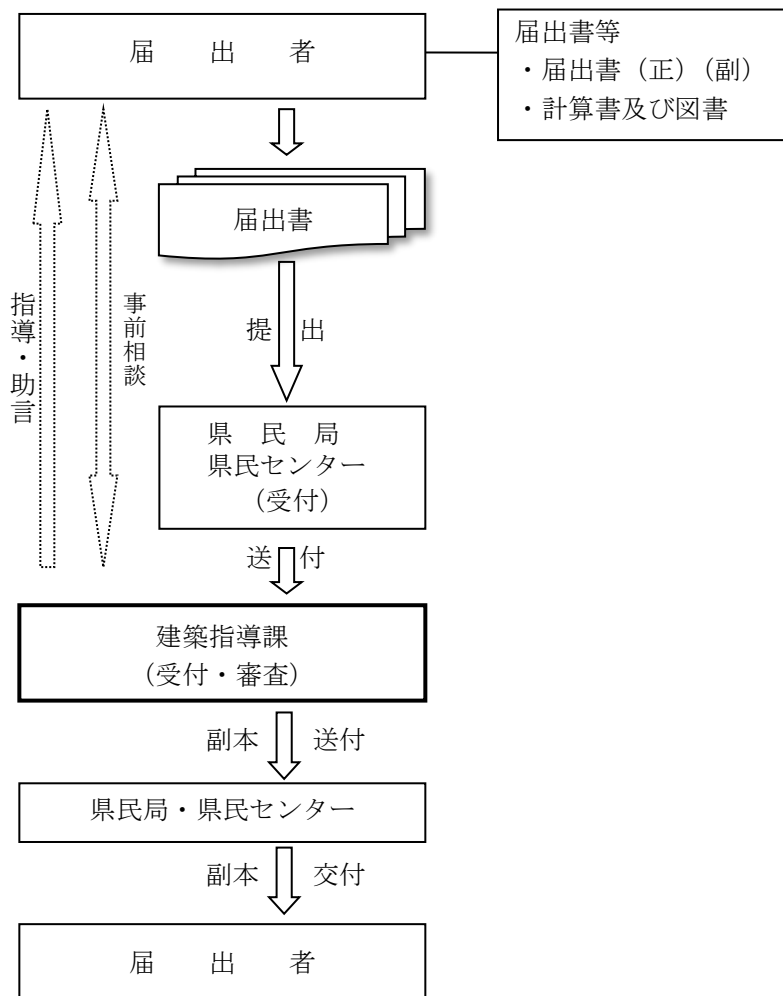 届　出　者
届出書等
・届出書（正）（副）
・計算書及び図書
届出書
指導・助言
事前相談
提　出
県　民　局
県民センター
（受付）
送　付
建築指導課
（受付・審査）
副本　送付
県民局・県民センター
副本　交付
届　出　者